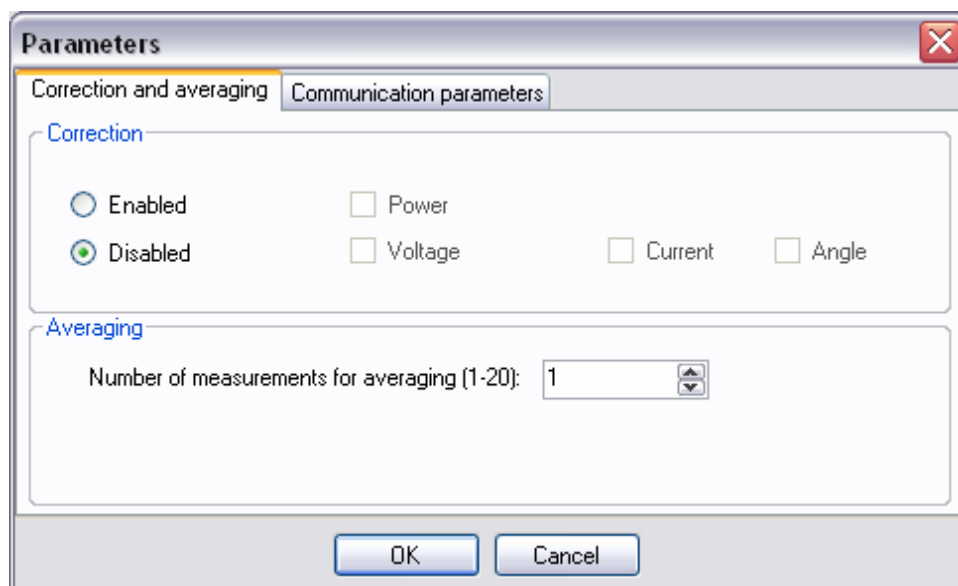 Parameters
Correction and averaging Communication parameters
Correction
Enabled Power
Disabled Voltage Current Angle
Averaging
Number of measurements for averaging (1-20): 1
OK Cancel